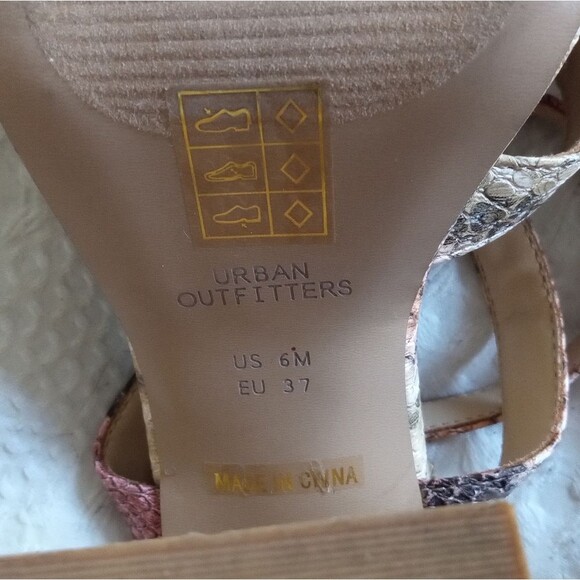 URBAN
OUTFITTERS
US 6M
EU 37
MADE IN CHINA